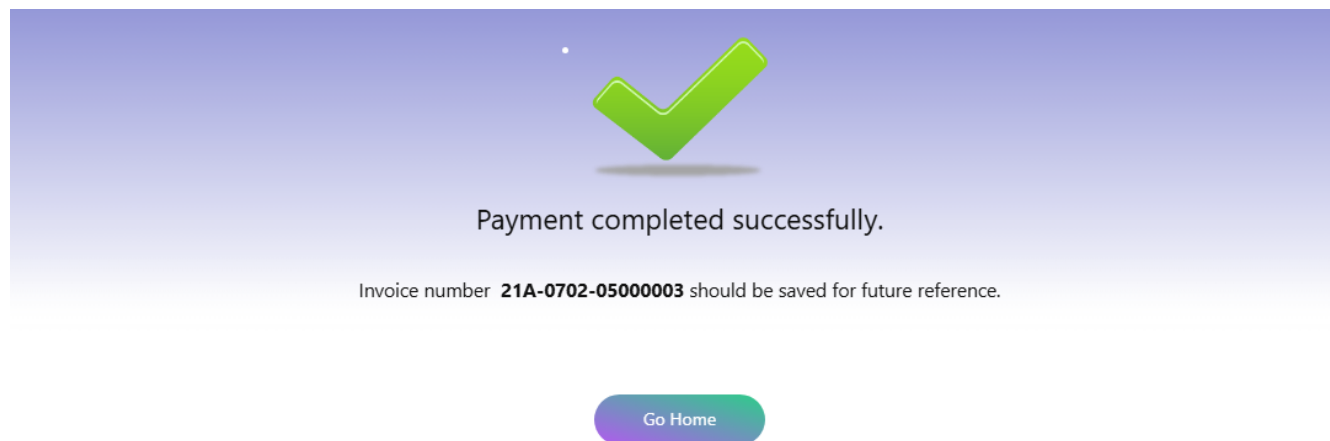 Payment completed successfully.
Invoice number 21A-0702-05000003 should be saved for future reference.
Go Home